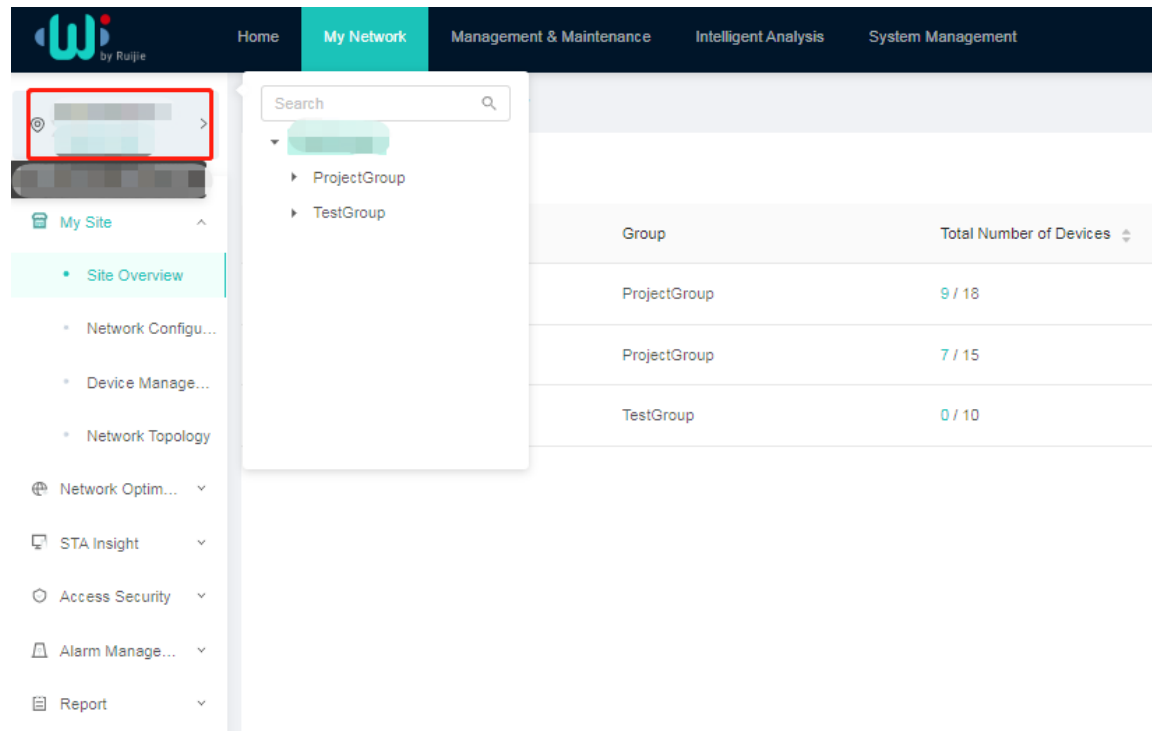 Wi
by Ruijie
Home My Network Management & Maintenance Intelligent Analysis System Management
Search
ProjectGroup
TestGroup
My Site
Site Overview
Network Configu...
Device Manage...
Network Topology
Network Optim...
STA Insight
Access Security
Alarm Manage...
Report
Group Total Number of Devices
ProjectGroup 9 / 18
ProjectGroup 7 / 15
TestGroup 0 / 10